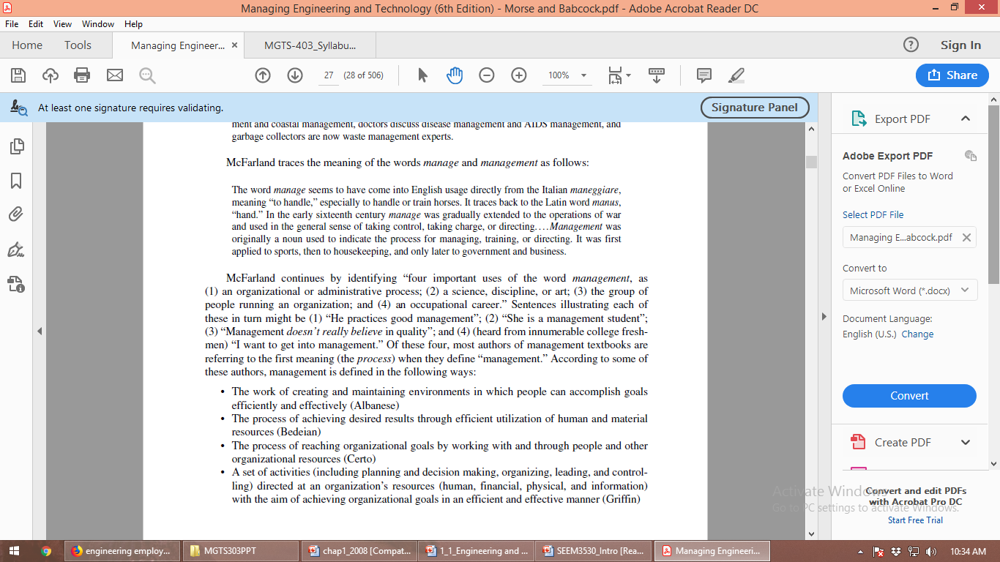 Managing Engineering and Technology (6th Edition) - Morse and Babcock.pdf - Adobe Acrobat Reader DC
File Edit View Window Help
Home Tools Managing Engineer... × MGTS-403_Syllabu... ? Sign In
27 (28 of 506) 100% Share
At least one signature requires validating. Signature Panel
ment and coastal management, doctors discuss disease management and AIDS management, and
garbage collectors are now waste management experts.
McFarland traces the meaning of the words manage and management as follows:
The word manage seems to have come into English usage directly from the Italian maneggiare,
meaning “to handle,” especially to handle or train horses. It traces back to the Latin word manus,
“hand.” In the early sixteenth century manage was gradually extended to the operations of war
and used in the general sense of taking control, taking charge, or directing. . . . Management was
originally a noun used to indicate the process for managing, training, or directing. It was first
applied to sports, then to housekeeping, and only later to government and business.
McFarland continues by identifying “four important uses of the word management, as
(1) an organizational or administrative process; (2) a science, discipline, or art; (3) the group of
people running an organization; and (4) an occupational career.” Sentences illustrating each of
these in turn might be (1) “He practices good management”; (2) “She is a management student”;
(3) “Management doesn’t really believe in quality”; and (4) (heard from innumerable college fresh-
men) “I want to get into management.” Of these four, most authors of management textbooks are
referring to the first meaning (the process) when they define “management.” According to some of
these authors, management is defined in the following ways:
• The work of creating and maintaining environments in which people can accomplish goals
efficiently and effectively (Albanese)
• The process of achieving desired results through efficient utilization of human and material
resources (Bedeian)
• The process of reaching organizational goals by working with and through people and other
organizational resources (Certo)
• A set of activities (including planning and decision making, organizing, leading, and control-
ling) directed at an organization’s resources (human, financial, physical, and information)
with the aim of achieving organizational goals in an efficient and effective manner (Griffin)
Export PDF
Adobe Export PDF
Convert PDF Files to Word
or Excel Online
Select PDF File
Managing E...abcock.pdf
Convert to
Microsoft Word (*.docx)
Document Language:
English (U.S.) Change
Convert
Create PDF
Activate Windows
Go to PC settings to activate Windows.
Convert and edit PDFs
with Acrobat Pro DC
Start Free Trial
engineering employ... MGTS303PPT chap1_2008 [Compat... 1_1_Engineering and ... SEEM3530_Intro [Rea... Managing Engineeri... 10:34 AM